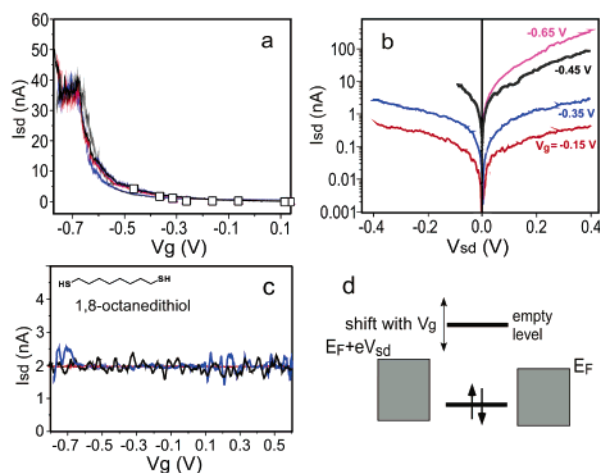 60
50
40
30
20
10
0
Isd (nA)
a
-0.7 -0.5 -0.3 -0.1 0.1
Vg (V)
100
10
1
0.1
0.01
0.001
Isd (nA)
b
-0.65 V
-0.45 V
-0.35 V
Vg= -0.15 V
-0.4 -0.2 0.0 0.2 0.4
Vsd (V)
5
4
3
2
1
0
Isd (nA)
HS
SH
1,8-octanedithiol
c
-0.7 -0.5 -0.3 -0.1 0.1 0.3 0.5
Vg (V)
d
shift with Vg
empty
level
EF+eVsd
EF